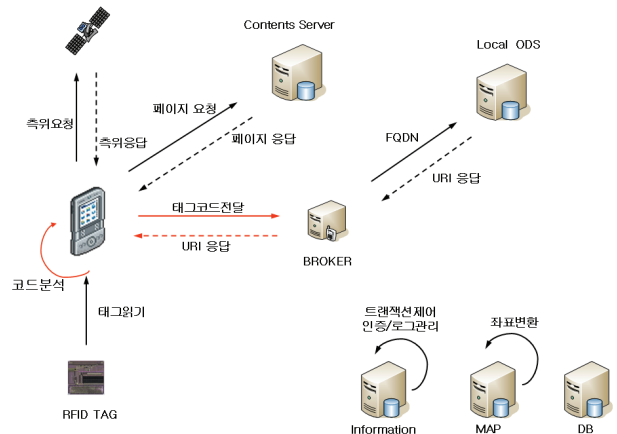 Contents Server
Local ODS
측위요청
측위응답
페이지 요청
페이지 응답
FQDN
URI 응답
태그코드전달
URI 응답
BROKER
코드분석
태그읽기
RFID TAG
트랜잭션제어
인증/로그관리
좌표변환
Information
MAP
DB